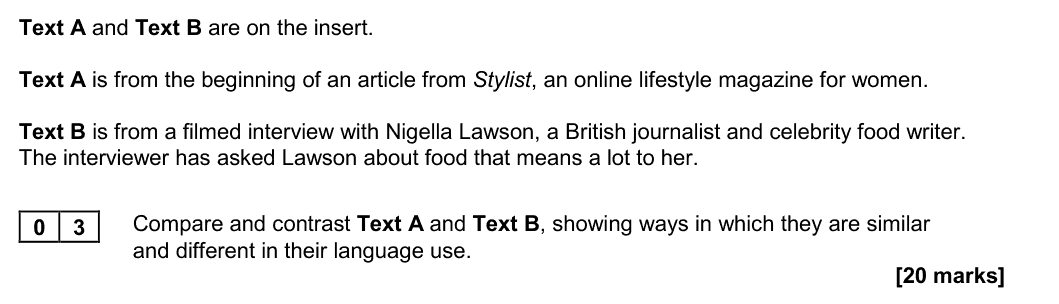 Text A and Text B are on the insert.
Text A is from the beginning of an article from Stylist, an online lifestyle magazine for women.
Text B is from a filmed interview with Nigella Lawson, a British journalist and celebrity food writer.
The interviewer has asked Lawson about food that means a lot to her.
0 3 Compare and contrast Text A and Text B, showing ways in which they are similar
and different in their language use.
[20 marks]